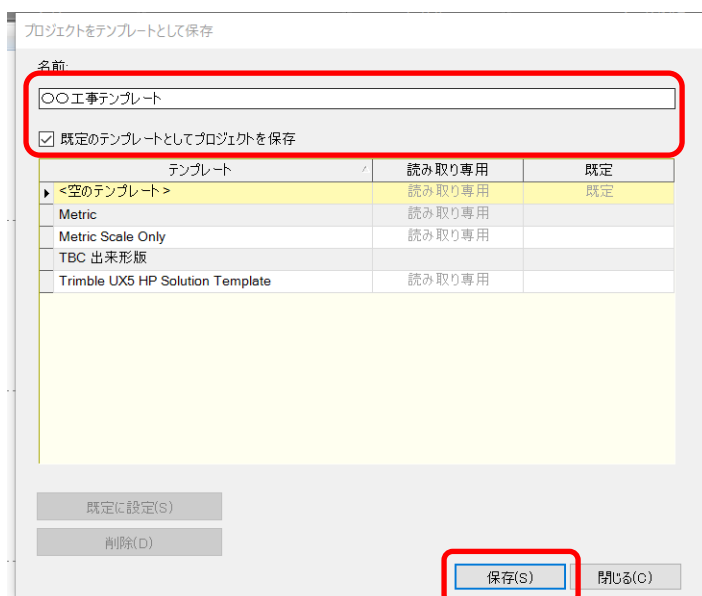 プロジェクトをテンプレートとして保存
名前:
〇〇工事テンプレート
既定のテンプレートとしてプロジェクトを保存
テンプレート 読み取り専用 既定
<空のテンプレート> 読み取り専用 既定
Metric 読み取り専用
Metric Scale Only 読み取り専用
TBC 出来形版
Trimble UX5 HP Solution Template 読み取り専用
既定に設定(S)
削除(D)
保存(S) 閉じる(C)